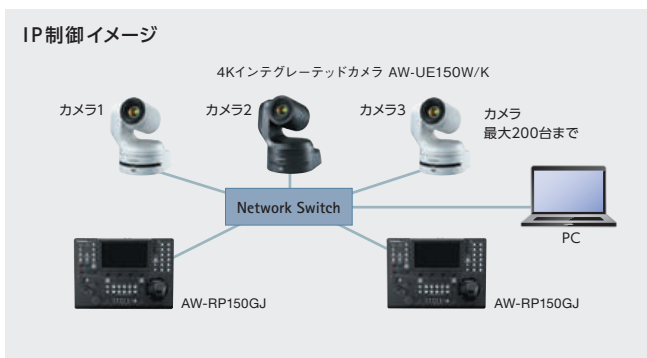 IP制御イメージ
4Kインテグレーテッドカメラ AW-UE150W/K
カメラ1
カメラ2
カメラ3
カメラ
最大200台まで
Network Switch
PC
AW-RP150GJ
AW-RP150GJ